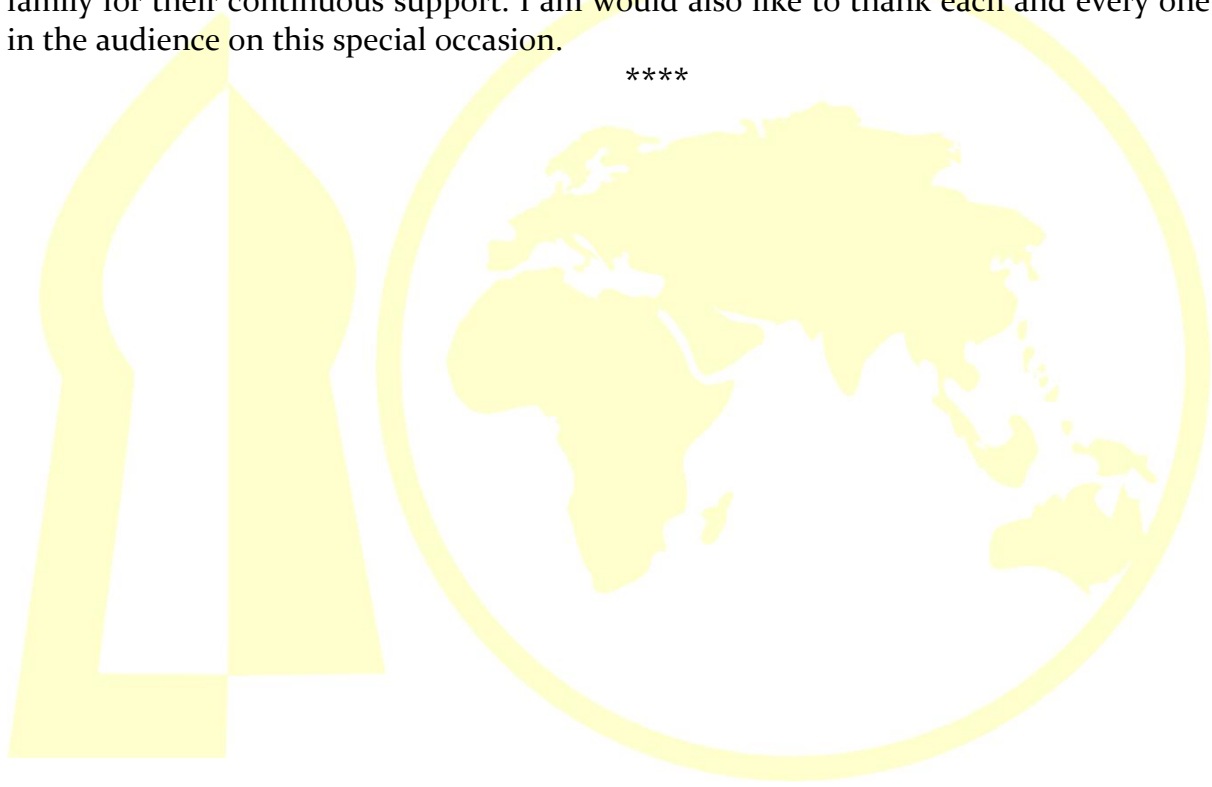 family for their continuous support. I am would also like to thank each and every one
in the audience on this special occasion.
****